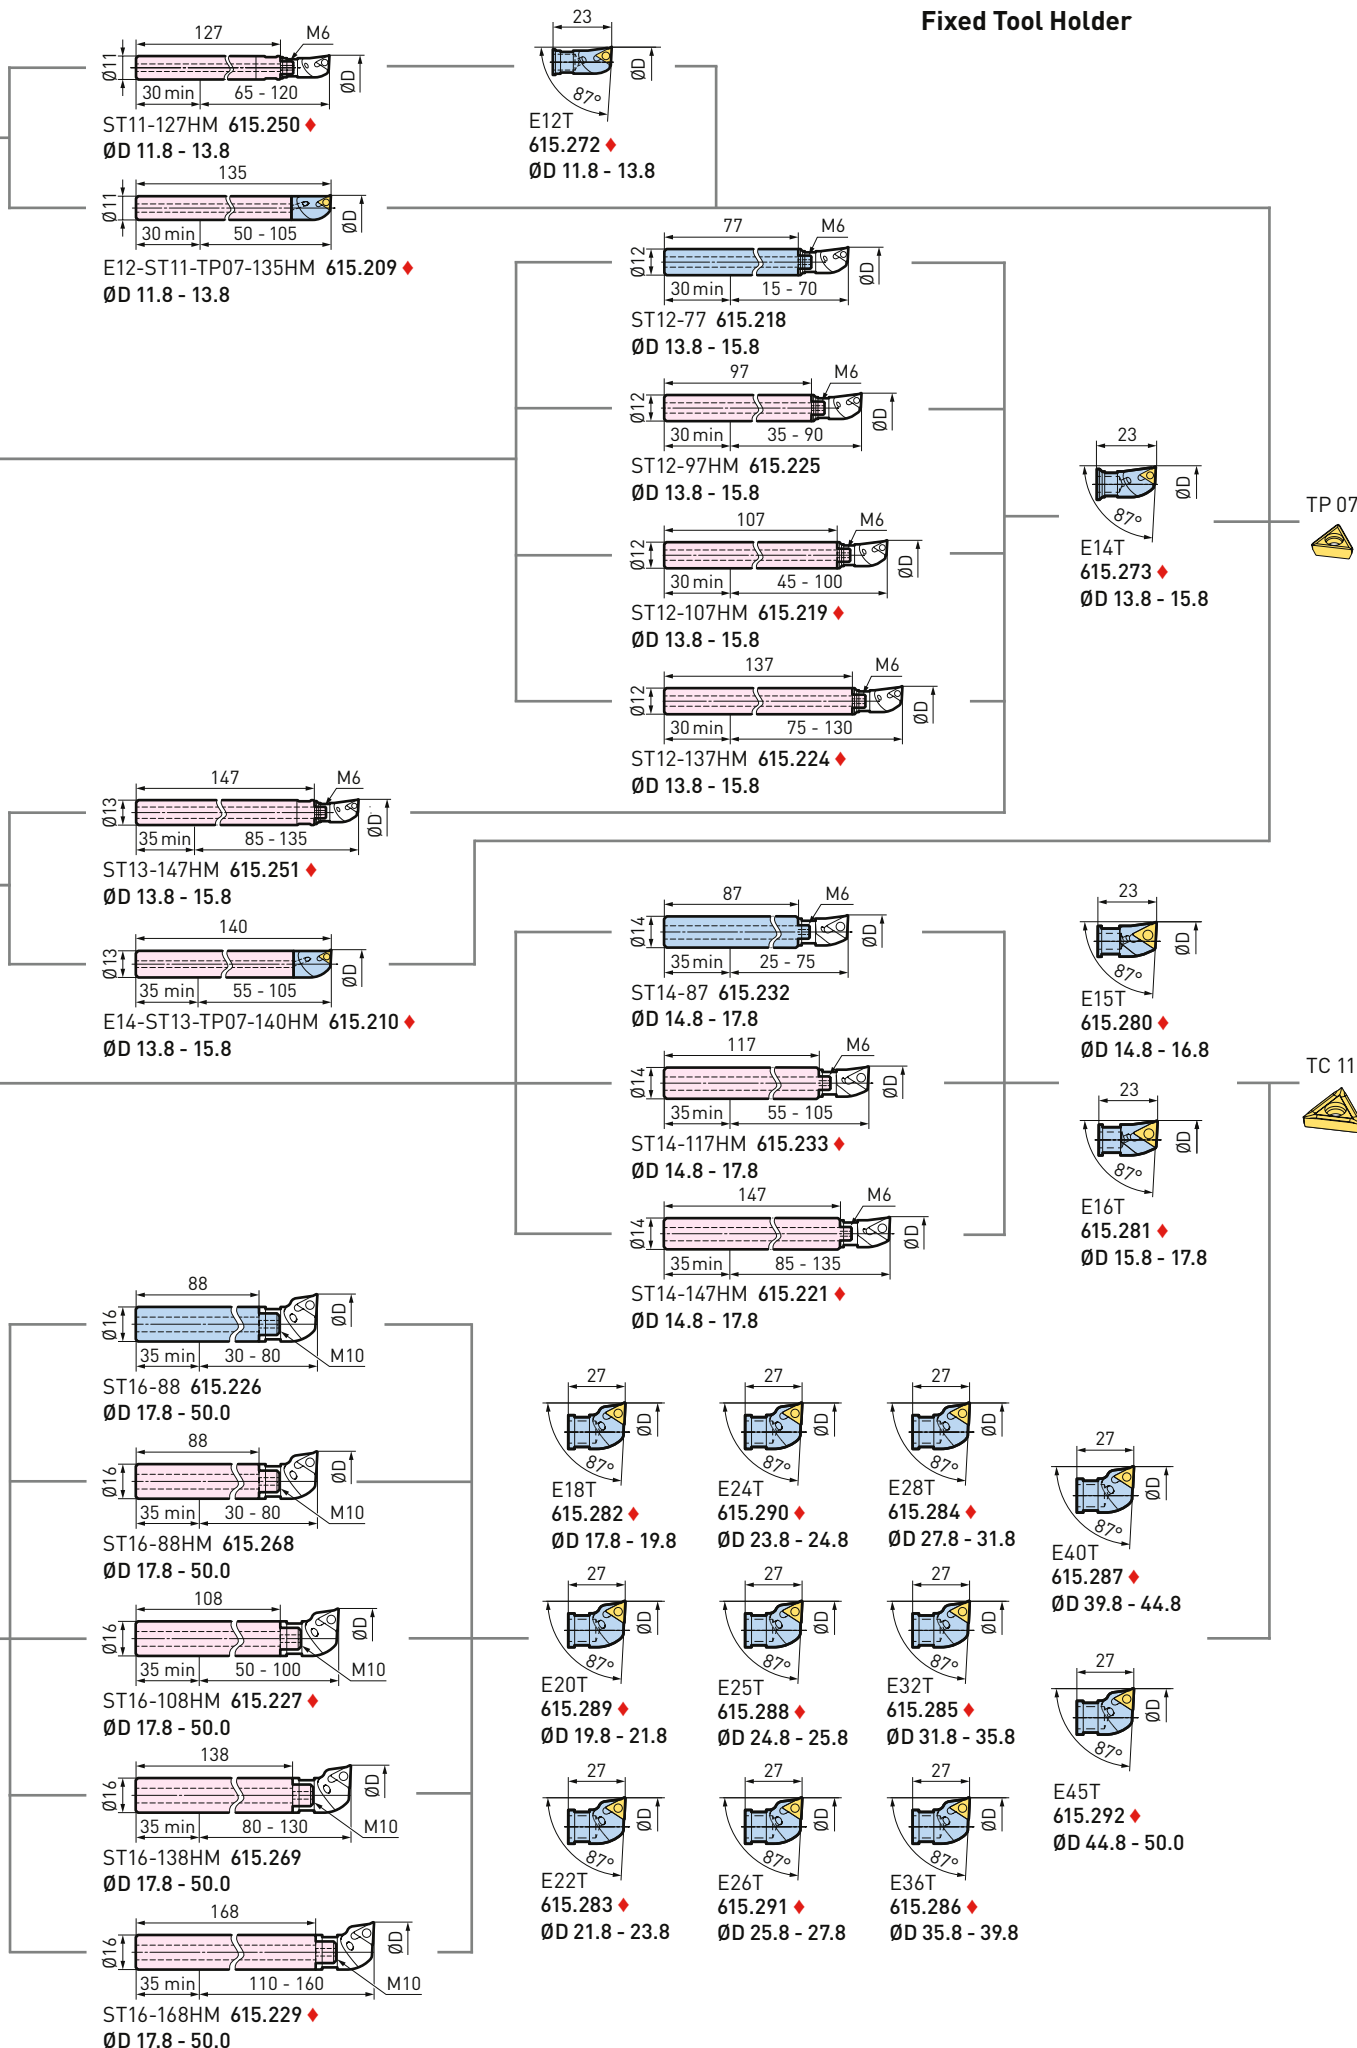 Fixed Tool Holder
127
M6
Ø11
ØD
30 min
65 - 120
ST11-127HM 615.250 ♦
ØD 11.8 - 13.8
23
ØD
87°
E12T
615.272 ♦
ØD 11.8 - 13.8
135
Ø11
ØD
30 min
50 - 105
E12-ST11-TP07-135HM 615.209 ♦
ØD 11.8 - 13.8
77
M6
Ø12
ØD
30 min
15 - 70
ST12-77 615.218
ØD 13.8 - 15.8
97
M6
Ø12
ØD
30 min
35 - 90
ST12-97HM 615.225
ØD 13.8 - 15.8
107
M6
Ø12
ØD
30 min
45 - 100
ST12-107HM 615.219 ♦
ØD 13.8 - 15.8
137
M6
Ø12
ØD
30 min
75 - 130
ST12-137HM 615.224 ♦
ØD 13.8 - 15.8
23
ØD
87°
E14T
615.273 ♦
ØD 13.8 - 15.8
TP 07
147
M6
Ø13
ØD
35 min
85 - 135
ST13-147HM 615.251 ♦
ØD 13.8 - 15.8
140
Ø13
ØD
35 min
55 - 105
E14-ST13-TP07-140HM 615.210 ♦
ØD 13.8 - 15.8
87
M6
Ø14
ØD
35 min
25 - 75
ST14-87 615.232
ØD 14.8 - 17.8
117
M6
Ø14
ØD
35 min
55 - 105
ST14-117HM 615.233 ♦
ØD 14.8 - 17.8
147
M6
Ø14
ØD
35 min
85 - 135
ST14-147HM 615.221 ♦
ØD 14.8 - 17.8
23
ØD
87°
E15T
615.280 ♦
ØD 14.8 - 16.8
23
ØD
87°
E16T
615.281 ♦
ØD 15.8 - 17.8
TC 11
88
Ø16
ØD
35 min
30 - 80
M10
ST16-88 615.226
ØD 17.8 - 50.0
88
Ø16
ØD
35 min
30 - 80
M10
ST16-88HM 615.268
ØD 17.8 - 50.0
108
Ø16
ØD
35 min
50 - 100
M10
ST16-108HM 615.227 ♦
ØD 17.8 - 50.0
138
Ø16
ØD
35 min
80 - 130
M10
ST16-138HM 615.269
ØD 17.8 - 50.0
168
Ø16
ØD
35 min
110 - 160
M10
ST16-168HM 615.229 ♦
ØD 17.8 - 50.0
27
ØD
87°
E18T
615.282 ♦
ØD 17.8 - 19.8
27
ØD
87°
E24T
615.290 ♦
ØD 23.8 - 24.8
27
ØD
87°
E28T
615.284 ♦
ØD 27.8 - 31.8
27
ØD
87°
E20T
615.289 ♦
ØD 19.8 - 21.8
27
ØD
87°
E25T
615.288 ♦
ØD 24.8 - 25.8
27
ØD
87°
E32T
615.285 ♦
ØD 31.8 - 35.8
27
ØD
87°
E22T
615.283 ♦
ØD 21.8 - 23.8
27
ØD
87°
E26T
615.291 ♦
ØD 25.8 - 27.8
27
ØD
87°
E36T
615.286 ♦
ØD 35.8 - 39.8
27
ØD
87°
E40T
615.287 ♦
ØD 39.8 - 44.8
27
ØD
87°
E45T
615.292 ♦
ØD 44.8 - 50.0